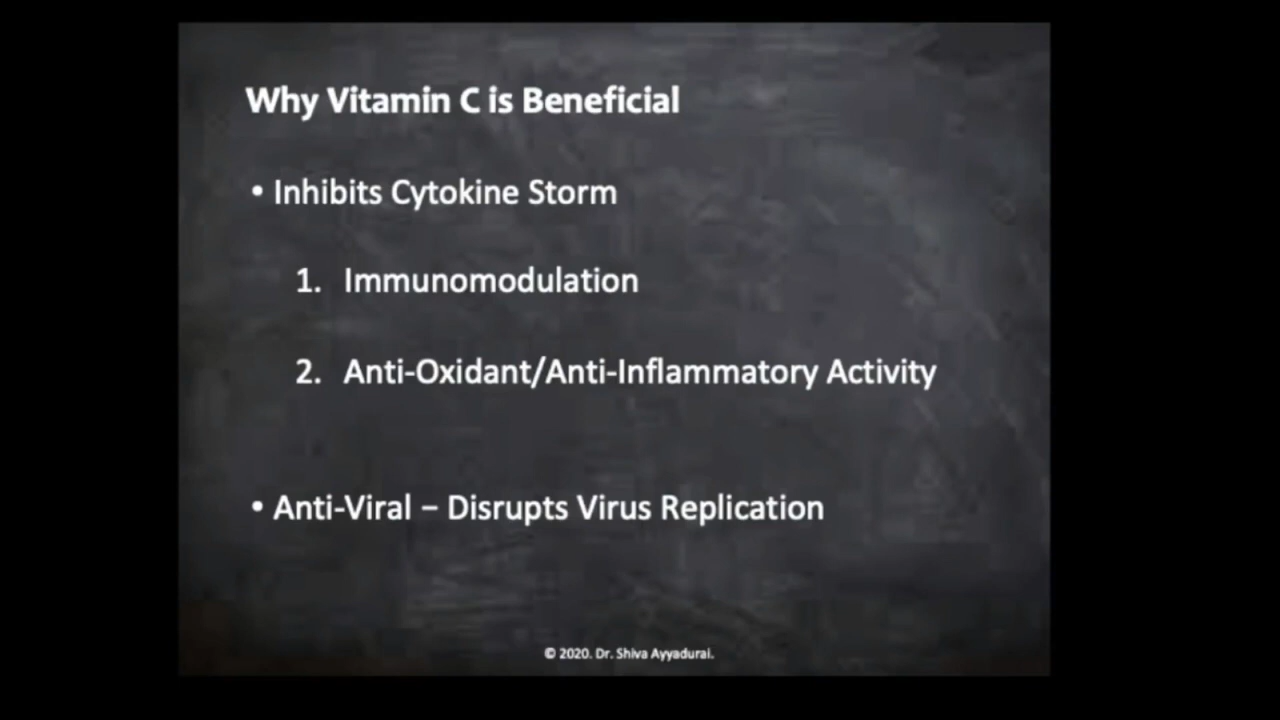 Why Vitamin C is Beneficial
• Inhibits Cytokine Storm
1. Immunomodulation
2. Anti-Oxidant/Anti-Inflammatory Activity
• Anti-Viral – Disrupts Virus Replication
© 2020. Dr. Shiva Ayyadurai.